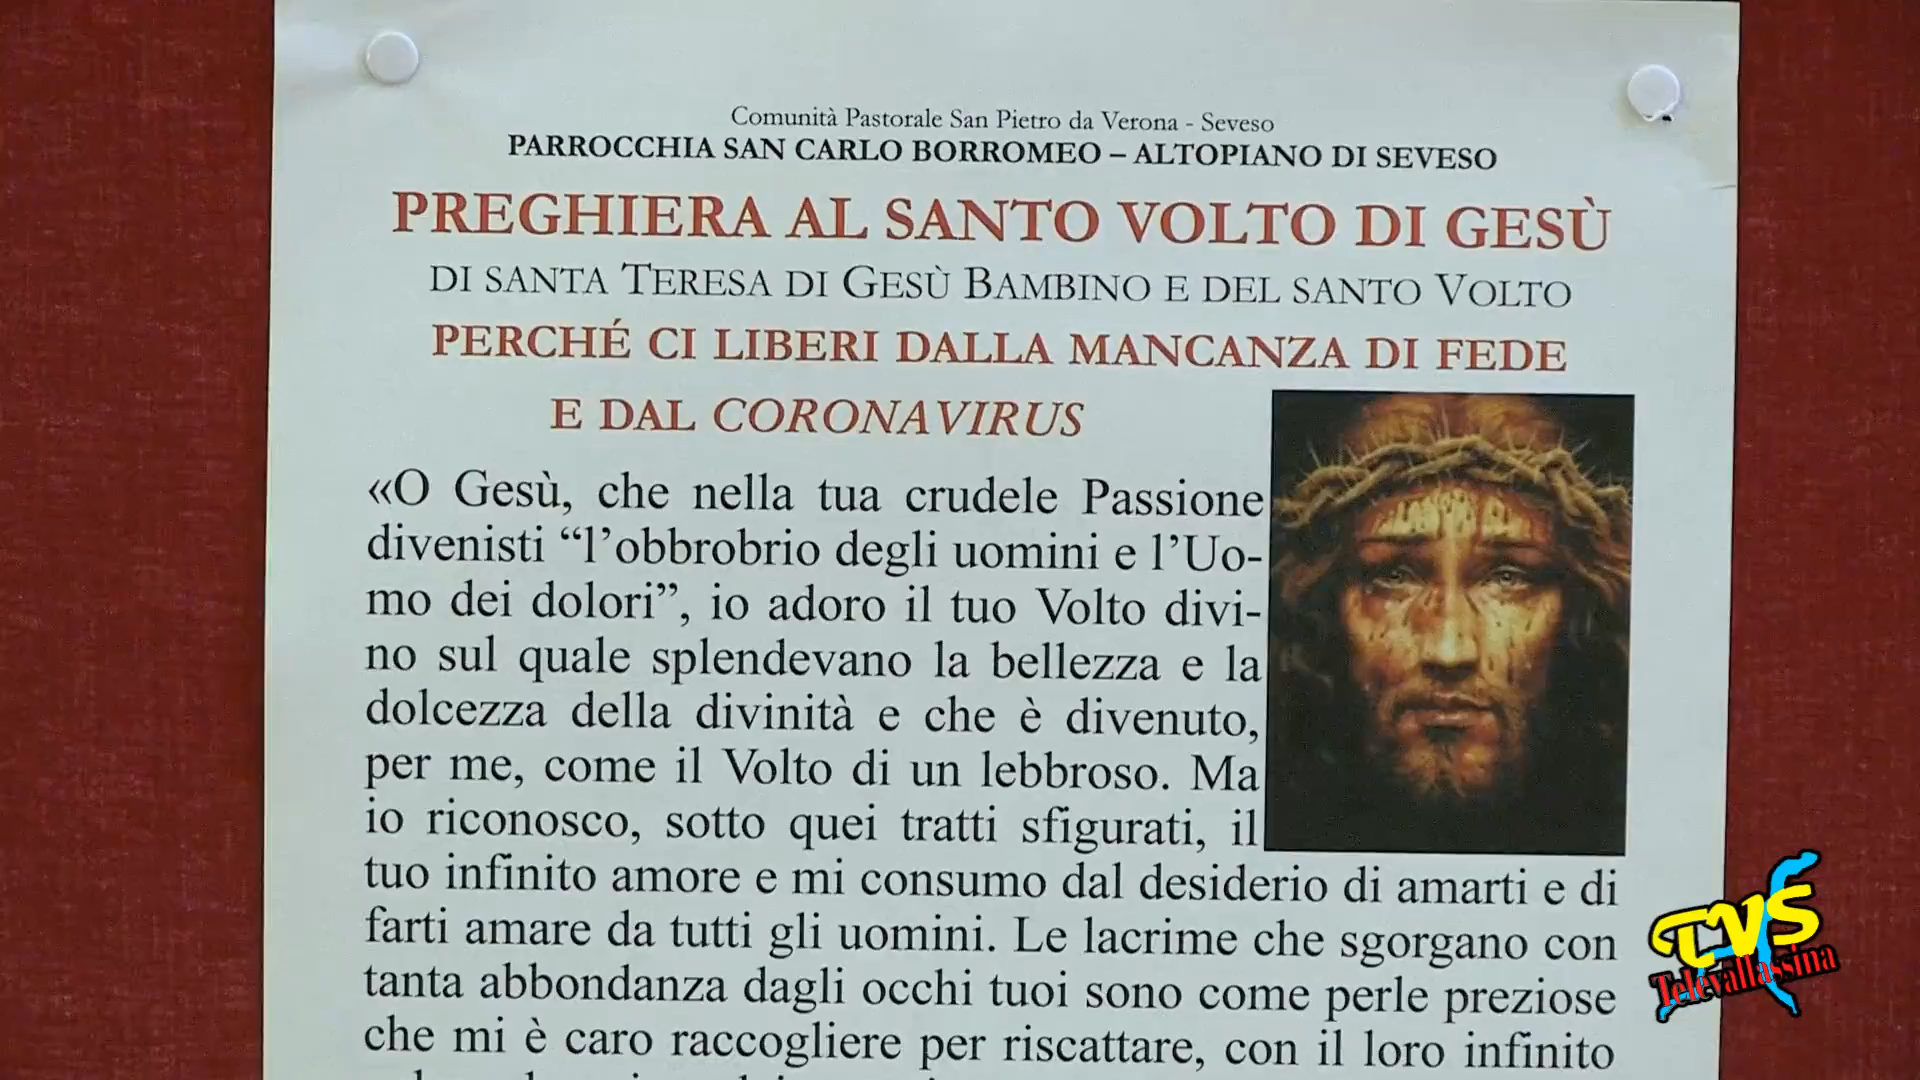 Comunità Pastorale San Pietro da Verona - Seveso
PARROCCHIA SAN CARLO BORROMEO – ALTOPIANO DI SEVESO
PREGHIERA AL SANTO VOLTO DI GESÙ
DI SANTA TERESA DI GESÙ BAMBINO E DEL SANTO VOLTO
PERCHÉ CI LIBERI DALLA MANCANZA DI FEDE
E DAL CORONAVIRUS
«O Gesù, che nella tua crudele Passione
divenisti “l’obbrobrio degli uomini e l’Uo-
mo dei dolori”, io adoro il tuo Volto divi-
no sul quale splendevano la bellezza e la
dolcezza della divinità e che è divenuto,
per me, come il Volto di un lebbroso. Ma
io riconosco, sotto quei tratti sfigurati, il
tuo infinito amore e mi consumo dal desiderio di amarti e di
farti amare da tutti gli uomini. Le lacrime che sgorgano con
tanta abbondanza dagli occhi tuoi sono come perle preziose
che mi è caro raccogliere per riscattare, con il loro infinito
TVS
Televallassina